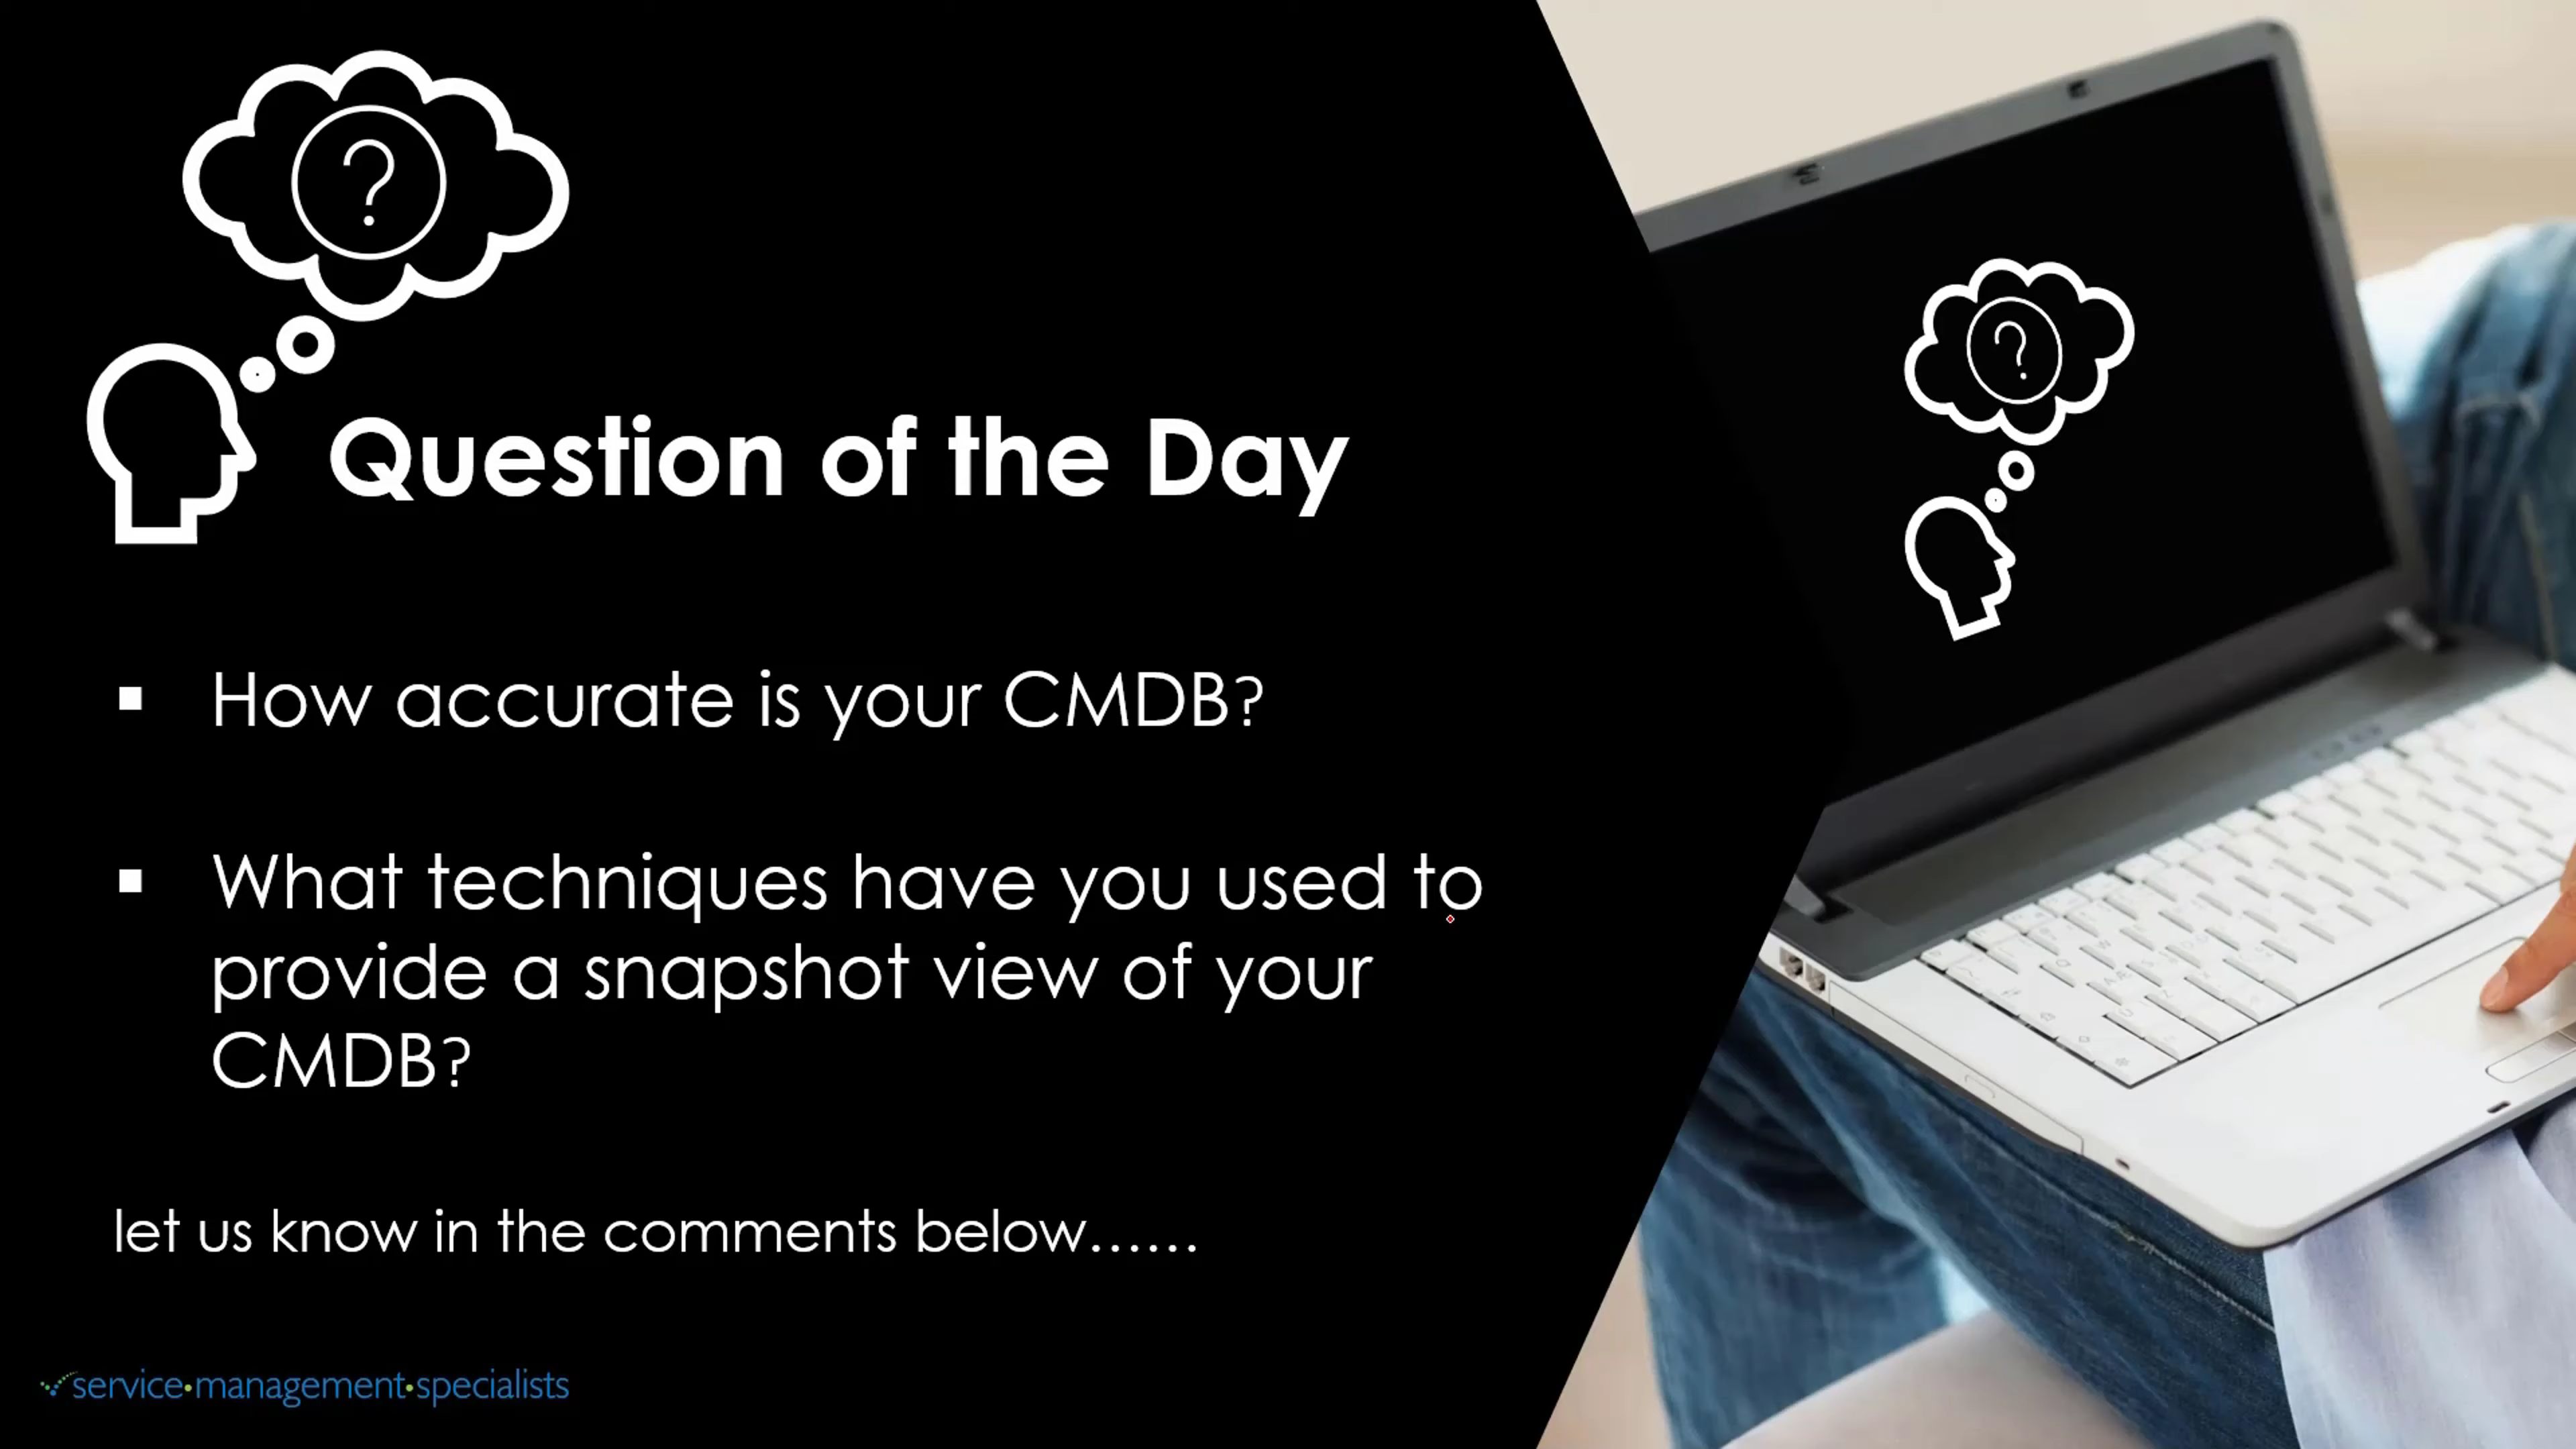 ?
?
Question of the Day
▪ How accurate is your CMDB?
▪ What techniques have you used to
provide a snapshot view of your
CMDB?
let us know in the comments below......
service•management•specialists